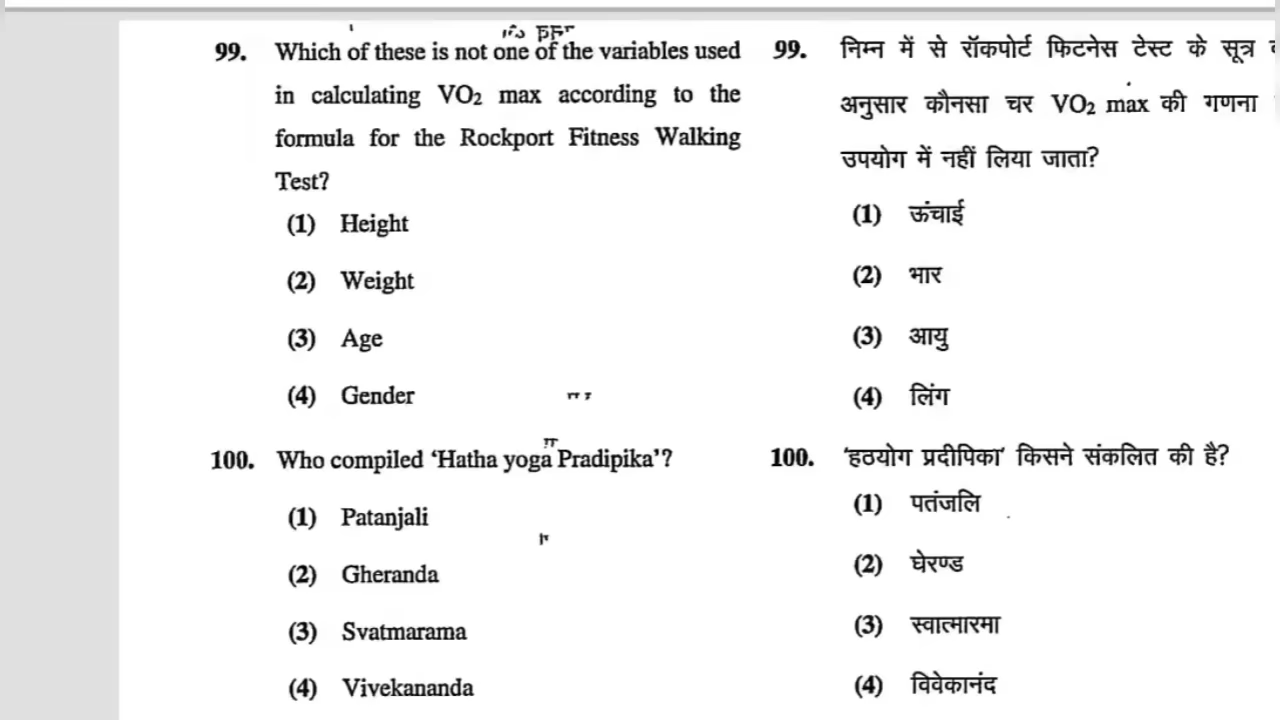 99. Which of these is not one of the variables used
in calculating VO₂ max according to the
formula for the Rockport Fitness Walking
Test?
(1) Height
(2) Weight
(3) Age
(4) Gender
100. Who compiled ‘Hatha yoga Pradipika’?
(1) Patanjali
(2) Gheranda
(3) Svatmarama
(4) Vivekananda
99. निम्न में से रॉकपोर्ट फिटनेस टेस्ट के सूत्र
अनुसार कौनसा चर VO₂ max की गणना
उपयोग में नहीं लिया जाता?
(1) ऊंचाई
(2) भार
(3) आयु
(4) लिंग
100. ‘हठयोग प्रदीपिका’ किसने संकलित की है?
(1) पतंजलि
(2) घेरण्ड
(3) स्वात्मारमा
(4) विवेकानंद